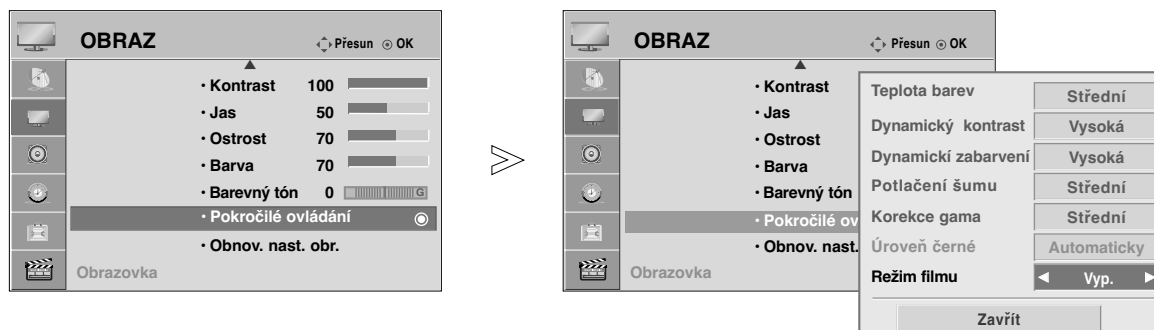 OBRAZ Přesun OK
• Kontrast 100
• Jas 50
• Ostrost 70
• Barva 70
• Barevný tón 0 G
• Pokročilé ovládání
• Obnov. nast. obr.
Obrazovka
OBRAZ Přesun OK
• Kontrast
• Jas
• Ostrost
• Barva
• Barevný tón
• Pokročilé ov
• Obnov. nast.
Obrazovka
Teplota barev Střední
Dynamický kontrast Vysoká
Dynamickí zabarvení Vysoká
Potlačení šumu Střední
Korekce gama Střední
Úroveň černé Automaticky
Režim filmu ◄ Vyp. ►
Zavřít